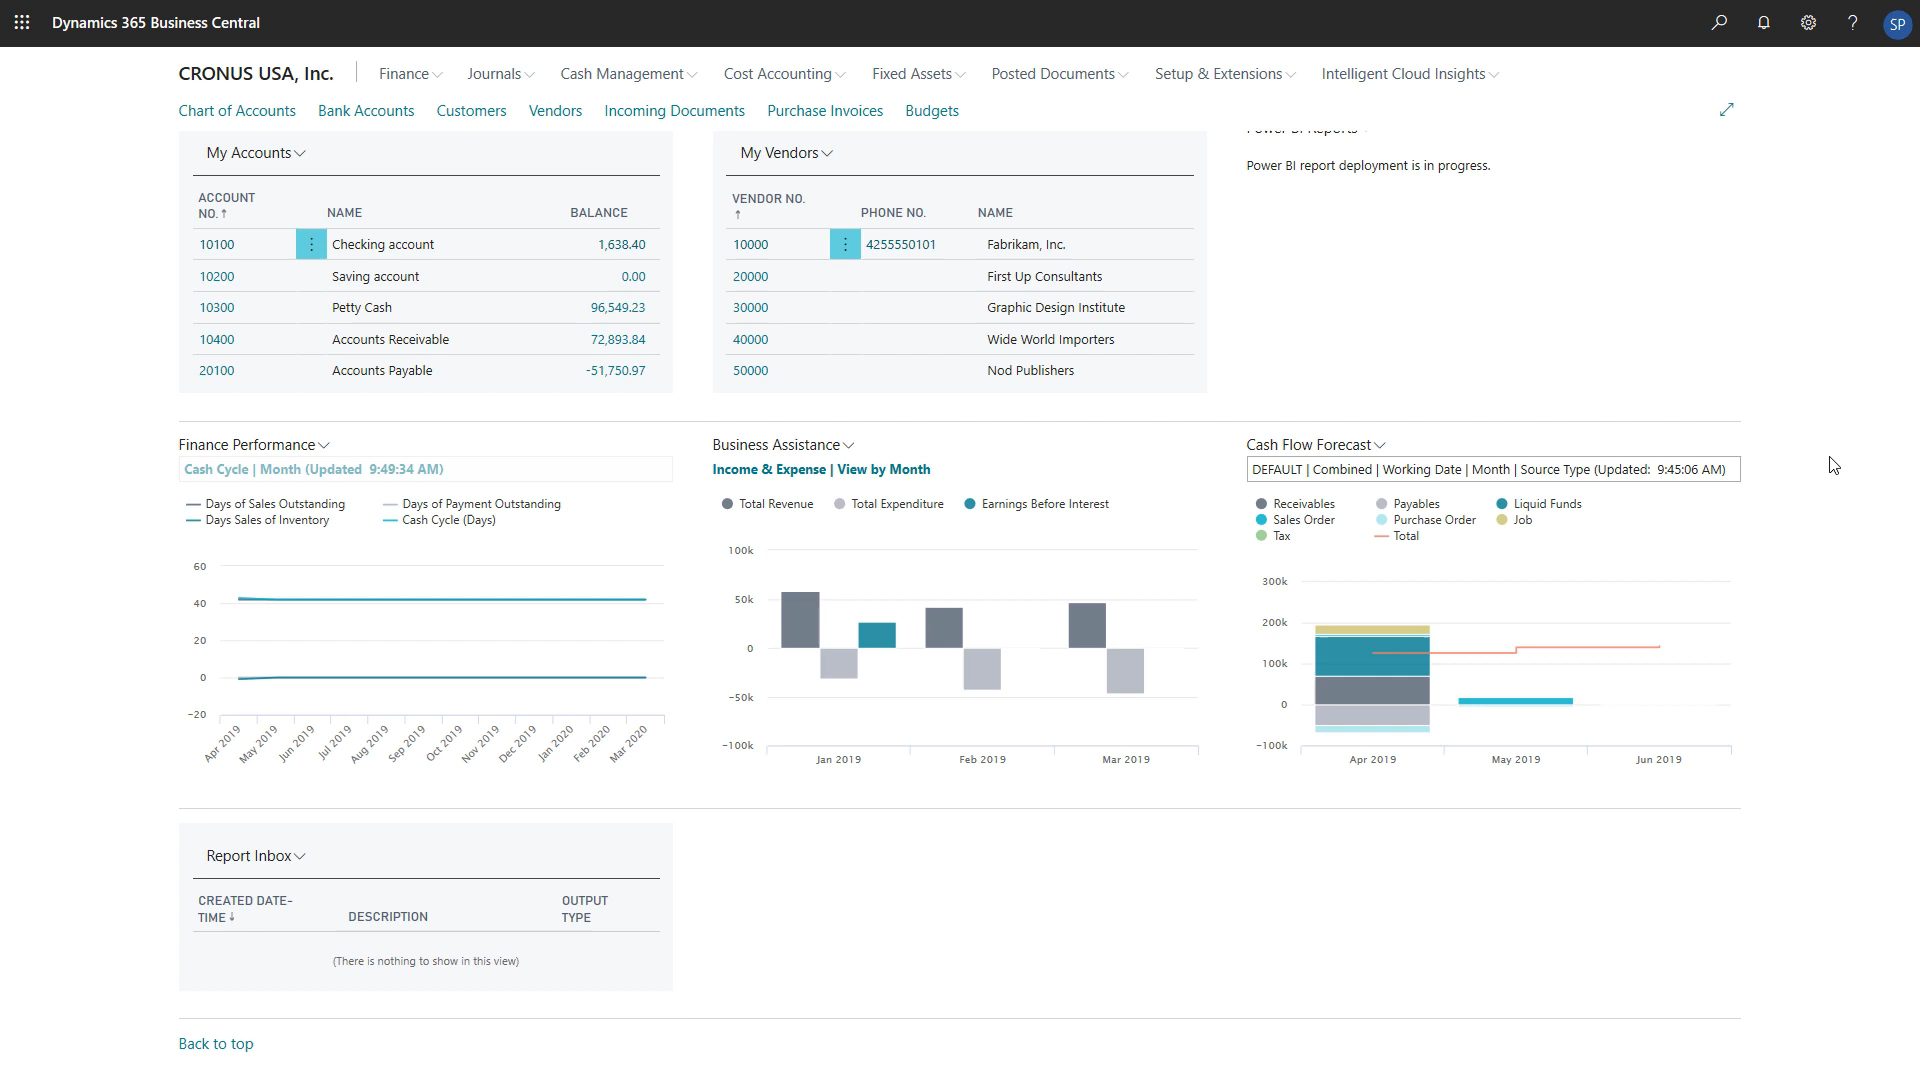 Dynamics 365 Business Central
?
SP
CRONUS USA, Inc.
Finance Journals Cash Management Cost Accounting Fixed Assets Posted Documents Setup & Extensions Intelligent Cloud Insights
Chart of Accounts Bank Accounts Customers Vendors Incoming Documents Purchase Invoices Budgets
My Accounts
ACCOUNT
NO. ↑ NAME BALANCE
10100 Checking account 1,638.40
10200 Saving account 0.00
10300 Petty Cash 96,549.23
10400 Accounts Receivable 72,893.84
20100 Accounts Payable -51,750.97
My Vendors
VENDOR NO.
↑ PHONE NO. NAME
10000 4255550101 Fabrikam, Inc.
20000 First Up Consultants
30000 Graphic Design Institute
40000 Wide World Importers
50000 Nod Publishers
Power BI Reports
Power BI report deployment is in progress.
Finance Performance
Cash Cycle | Month (Updated 9:49:34 AM)
Days of Sales Outstanding Days of Payment Outstanding
Days Sales of Inventory Cash Cycle (Days)
60
40
20
0
-20
Apr 2019 May 2019 Jun 2019 Jul 2019 Aug 2019 Sep 2019 Oct 2019 Nov 2019 Dec 2019 Jan 2020 Feb 2020 Mar 2020
Business Assistance
Income & Expense | View by Month
Total Revenue Total Expenditure Earnings Before Interest
100k
50k
0
-50k
-100k
Jan 2019 Feb 2019 Mar 2019
Cash Flow Forecast
DEFAULT | Combined | Working Date | Month | Source Type (Updated: 9:45:06 AM)
Receivables Payables Liquid Funds
Sales Order Purchase Order Job
Tax Total
300k
200k
100k
0
-100k
Apr 2019 May 2019 Jun 2019
Report Inbox
CREATED DATE-
TIME ↓ DESCRIPTION OUTPUT
TYPE
(There is nothing to show in this view)
Back to top